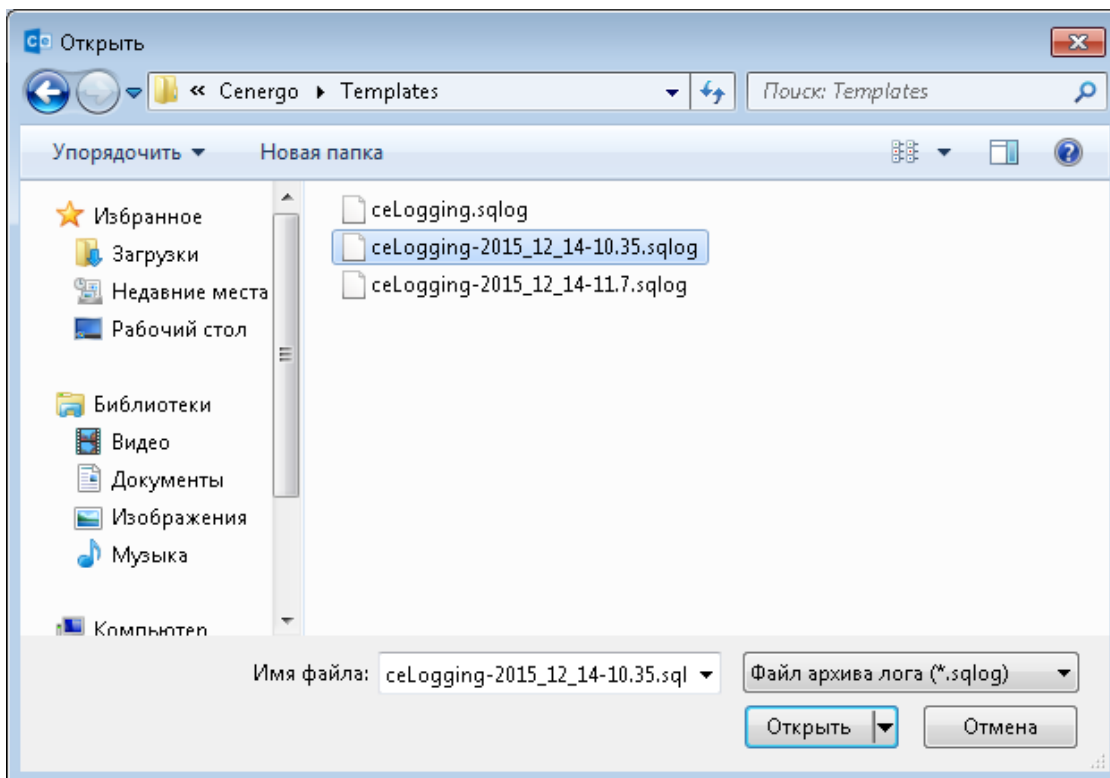 Ce Открыть
« Cenergo Templates Поиск: Templates
Упорядочить Новая папка
Избранное
Загрузки
Недавние места
Рабочий стол
Библиотеки
Видео
Документы
Изображения
Музыка
Компьютер
ceLogging.sqlog
ceLogging-2015_12_14-10.35.sqlog
ceLogging-2015_12_14-11.7.sqlog
Имя файла: ceLogging-2015_12_14-10.35.sql Файл архива лога (*.sqlog)
Открыть Отмена